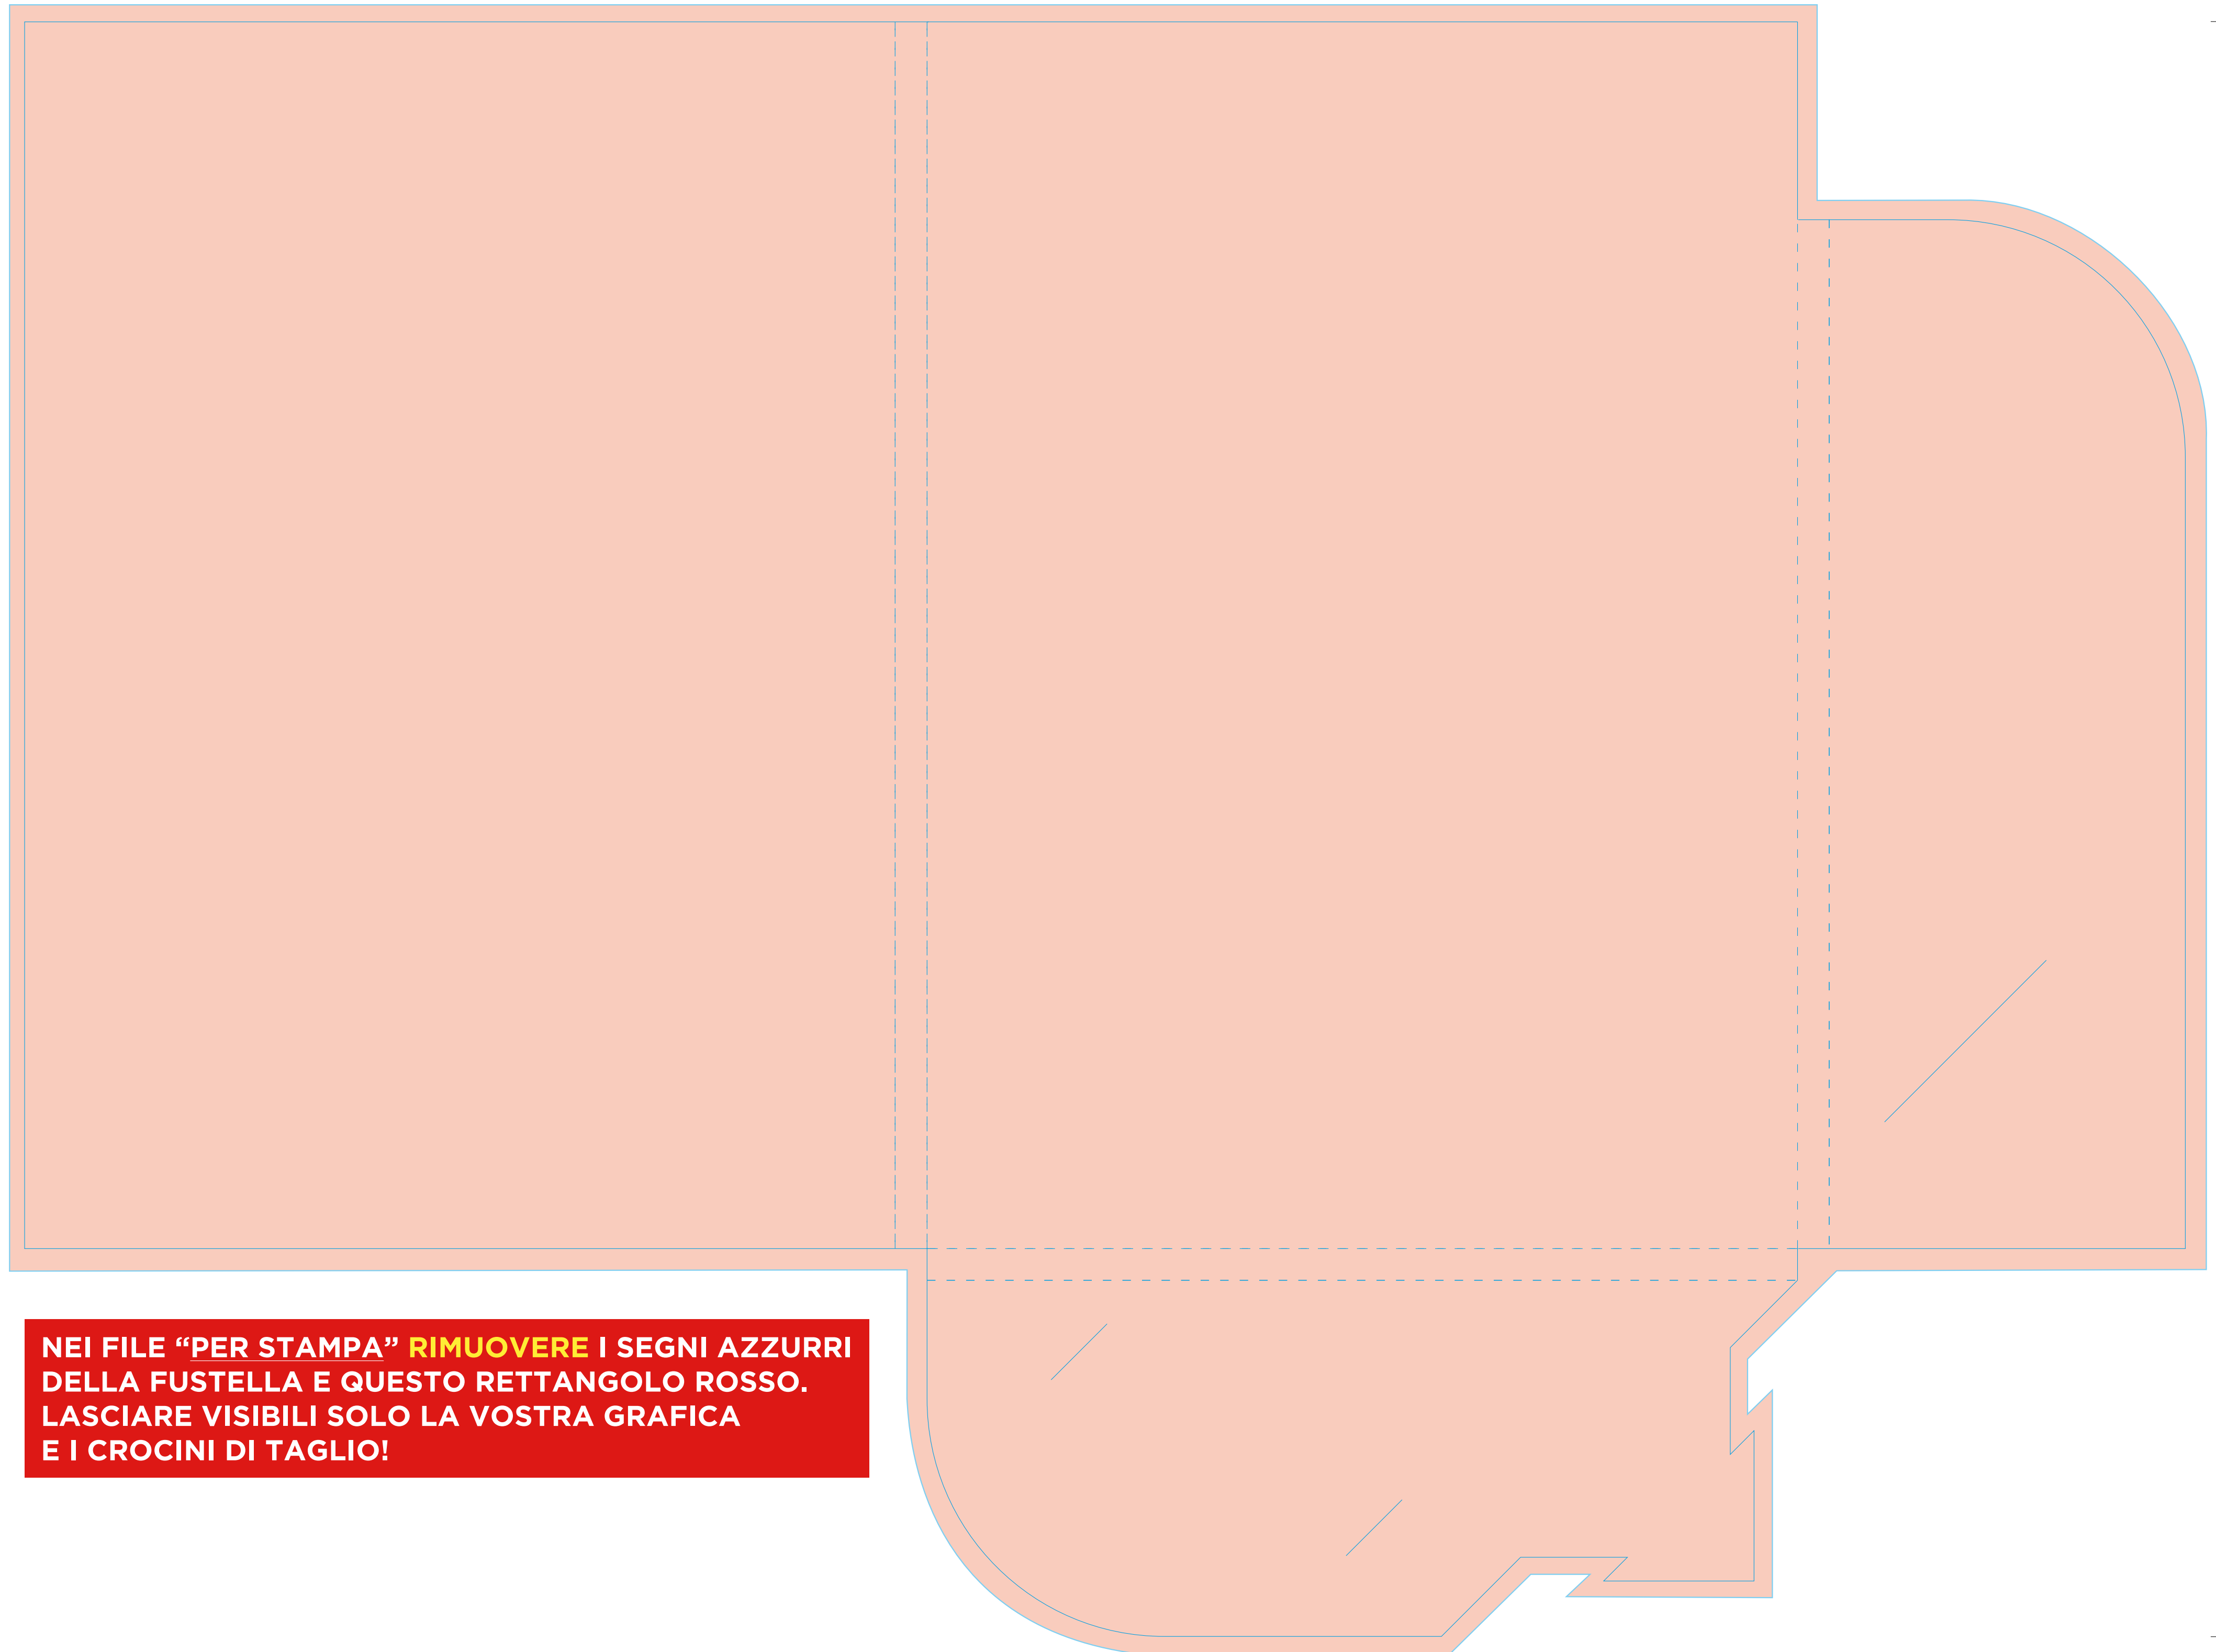 NEI FILE “PER STAMPA” RIMUOVERE I SEGNI AZZURRI
DELLA FUSTELLA E QUESTO RETTANGOLO ROSSO.
LASCIARE VISIBILI SOLO LA VOSTRA GRAFICA
E I CROCINI DI TAGLIO!